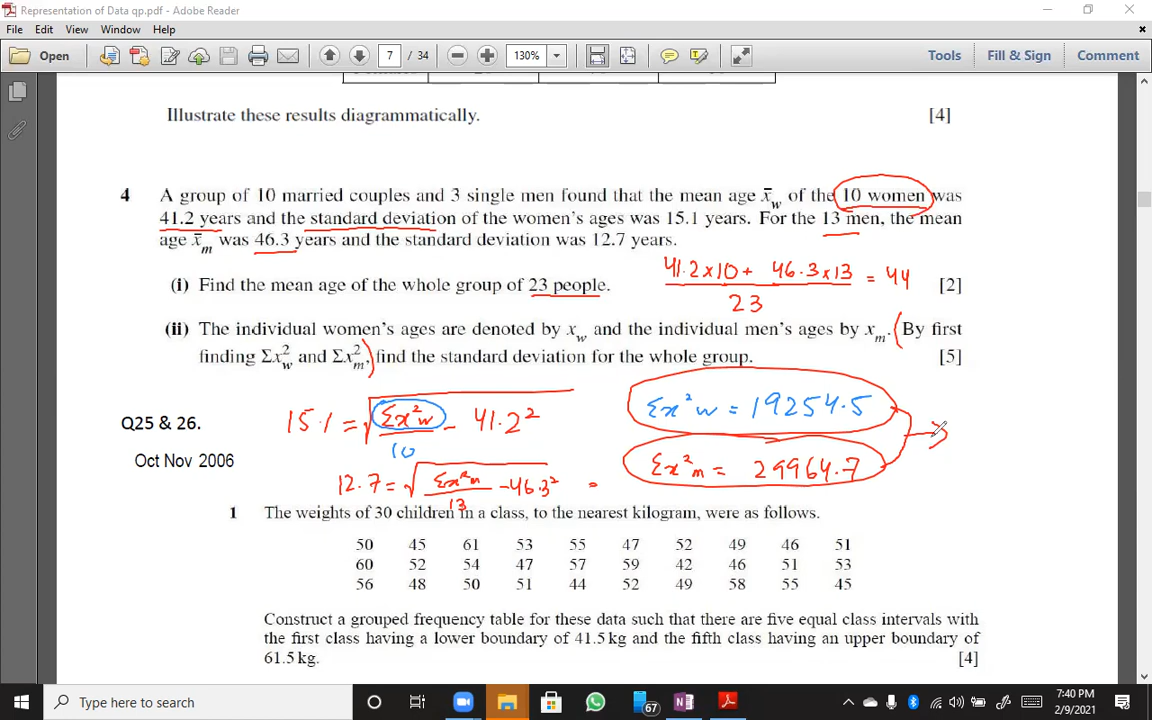 Representation of Data qp.pdf - Adobe Reader
File Edit View Window Help
Open 7 / 34 130% Tools Fill & Sign Comment
Illustrate these results diagrammatically. [4]
4 A group of 10 married couples and 3 single men found that the mean age x̄w of the 10 women was
41.2 years and the standard deviation of the women's ages was 15.1 years. For the 13 men, the mean
age x̄m was 46.3 years and the standard deviation was 12.7 years.
41.2×10+ 46.3×13 = 44
23
(i) Find the mean age of the whole group of 23 people. [2]
(ii) The individual women's ages are denoted by xw and the individual men's ages by xm. (By first
finding Σx²w and Σx²m,) find the standard deviation for the whole group. [5]
15.1 = √Σx²w/10 - 41.2² Σx²w = 19254.5
Q25 & 26.
Oct Nov 2006
12.7 = √Σx²m/13 - 46.3² = Σx²m = 29964.7
1 The weights of 30 children in a class, to the nearest kilogram, were as follows.
50 45 61 53 55 47 52 49 46 51
60 52 54 47 57 59 42 46 51 53
56 48 50 51 44 52 49 58 55 45
Construct a grouped frequency table for these data such that there are five equal class intervals with
the first class having a lower boundary of 41.5 kg and the fifth class having an upper boundary of
61.5 kg. [4]
Type here to search 67 7:40 PM
2/9/2021